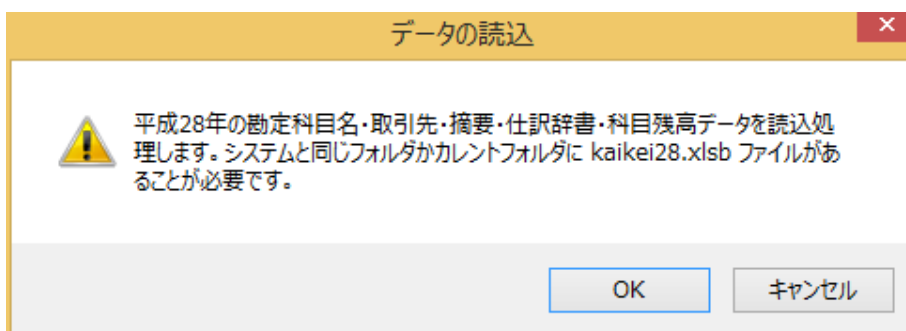 データの読込
平成28年の勘定科目名・取引先・摘要・仕訳辞書・科目残高データを読込処
理します。システムと同じフォルダかカレントフォルダに kaikei28.xlsb ファイルがあ
ることが必要です。
OK
キャンセル